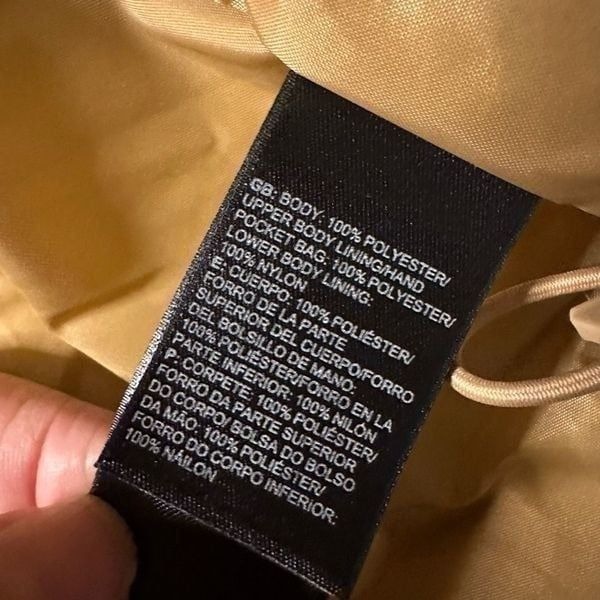 GB: BODY: 100% POLYESTER/
UPPER BODY LINING/HAND
POCKET BAG: 100% POLYESTER/
LOWER BODY LINING:
100% NYLON
E: CUERPO: 100% POLIÉSTER/
FORRO DE LA PARTE
SUPERIOR DEL CUERPO/FORRO
DEL BOLSILLO DE MANO:
100% POLIÉSTER/FORRO EN LA
PARTE INFERIOR: 100% NILÓN
P: CORPETE: 100% POLIÉSTER/
FORRO DA PARTE SUPERIOR
DO CORPO/ BOLSA DO BOLSO
DA MÃO: 100% POLIÉSTER/
FORRO DO CORPO INFERIOR:
100% NÁILON